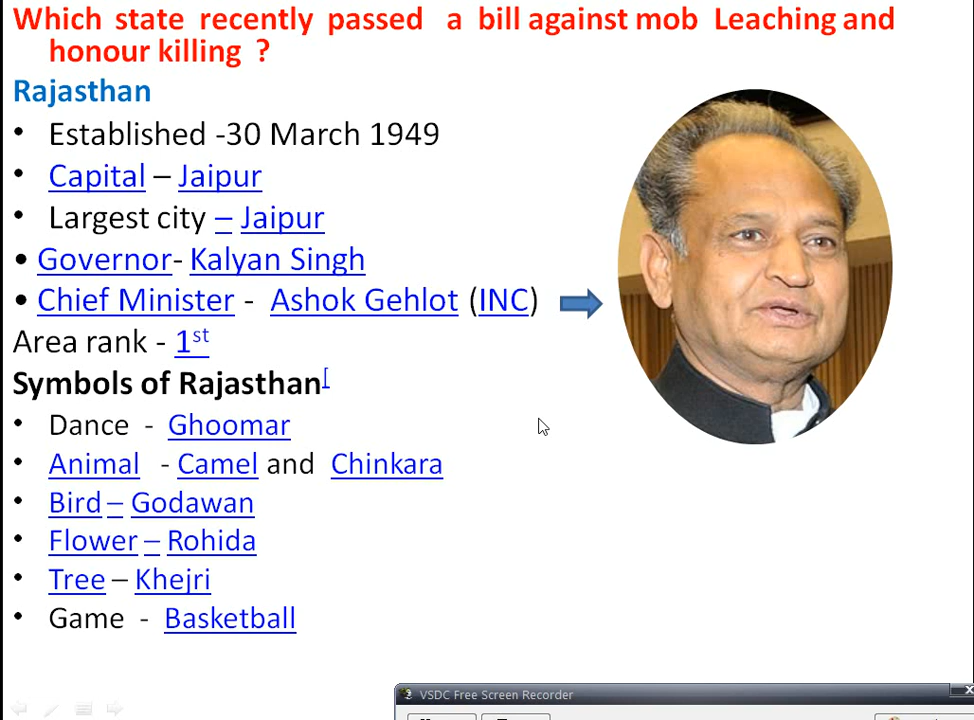 Which state recently passed a bill against mob Leaching and
honour killing ?
Rajasthan
• Established -30 March 1949
• Capital – Jaipur
• Largest city – Jaipur
• Governor- Kalyan Singh
• Chief Minister - Ashok Gehlot (INC)
Area rank - 1st
Symbols of Rajasthan[
• Dance - Ghoomar
• Animal - Camel and Chinkara
• Bird – Godawan
• Flower – Rohida
• Tree – Khejri
• Game - Basketball
VSDC Free Screen Recorder